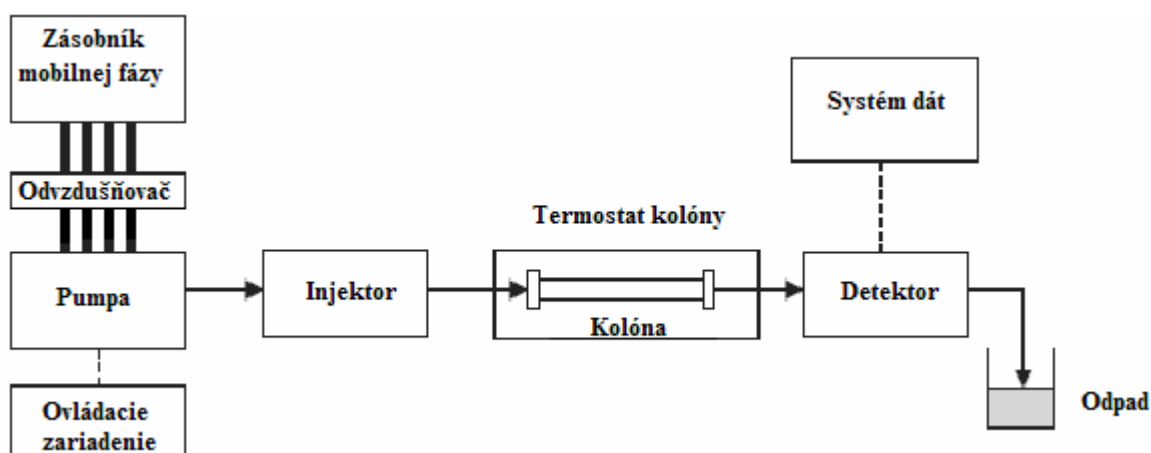 Zásobník
mobilnej fázy
Odvzdušňovač
Pumpa
Ovládacie
zariadenie
Injektor
Termostat kolóny
Kolóna
Systém dát
Detektor
Odpad